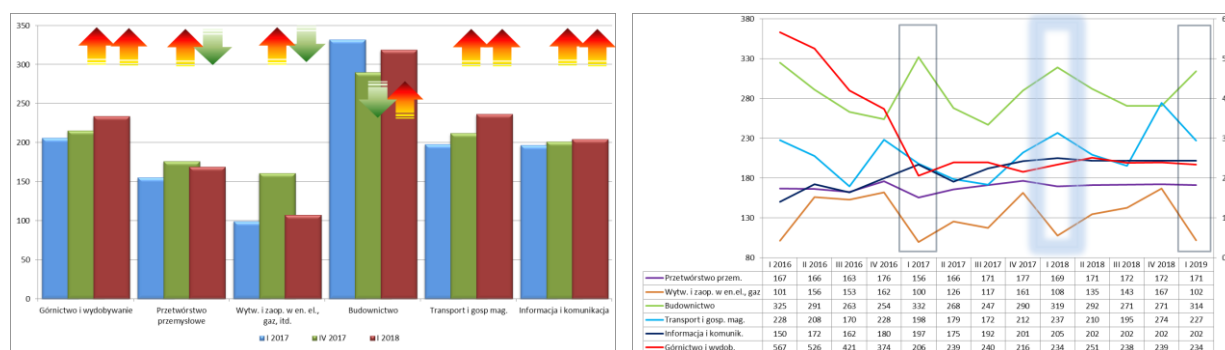 350
300
250
200
150
100
50
0
Górnictwo i wydobywanie
Przetwórstwo przemysłowe
Wytw. i zaop. w en. el., gaz, itd.
Budownictwo
Transport i gosp mag.
Informacja i komunikacja
I 2017 IV 2017 I 2018
380
330
280
230
180
130
80
6
5
4
3
2
1
0
I 2016 II 2016 III 2016 IV 2016 I 2017 II 2017 III 2017 IV 2017 I 2018 II 2018 III 2018 IV 2018 I 2019
Przetwórstwo przem. 167 166 163 176 156 166 171 177 169 171 172 172 171
Wytw. i zaop. w en.el., gaz 101 156 153 162 100 126 117 161 108 135 143 167 102
Budownictwo 325 291 263 254 332 268 247 290 319 292 271 271 314
Transport i gosp. mag. 228 208 170 228 198 179 172 212 237 210 195 274 227
Informacja i komunik. 150 172 162 180 197 175 192 201 205 202 202 202 202
Górnictwo i wydob. 567 526 421 374 206 239 240 216 234 251 238 239 234